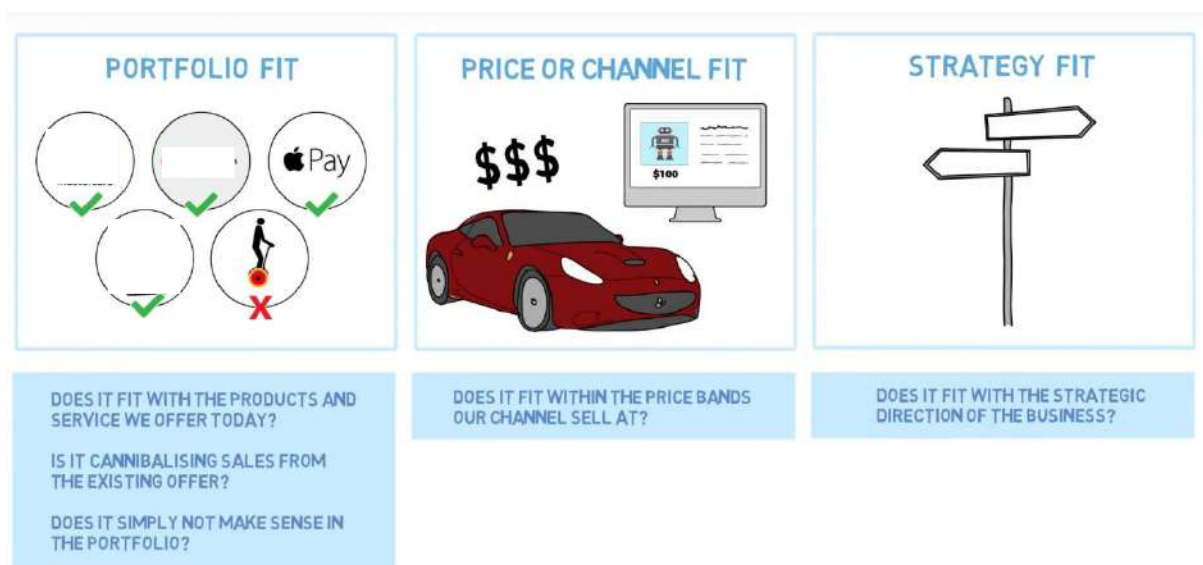 PORTFOLIO FIT
Pay
DOES IT FIT WITH THE PRODUCTS AND
SERVICE WE OFFER TODAY?
IS IT CANNIBALISING SALES FROM
THE EXISTING OFFER?
DOES IT SIMPLY NOT MAKE SENSE IN
THE PORTFOLIO?
PRICE OR CHANNEL FIT
$$$
$100
DOES IT FIT WITHIN THE PRICE BANDS
OUR CHANNEL SELL AT?
STRATEGY FIT
DOES IT FIT WITH THE STRATEGIC
DIRECTION OF THE BUSINESS?